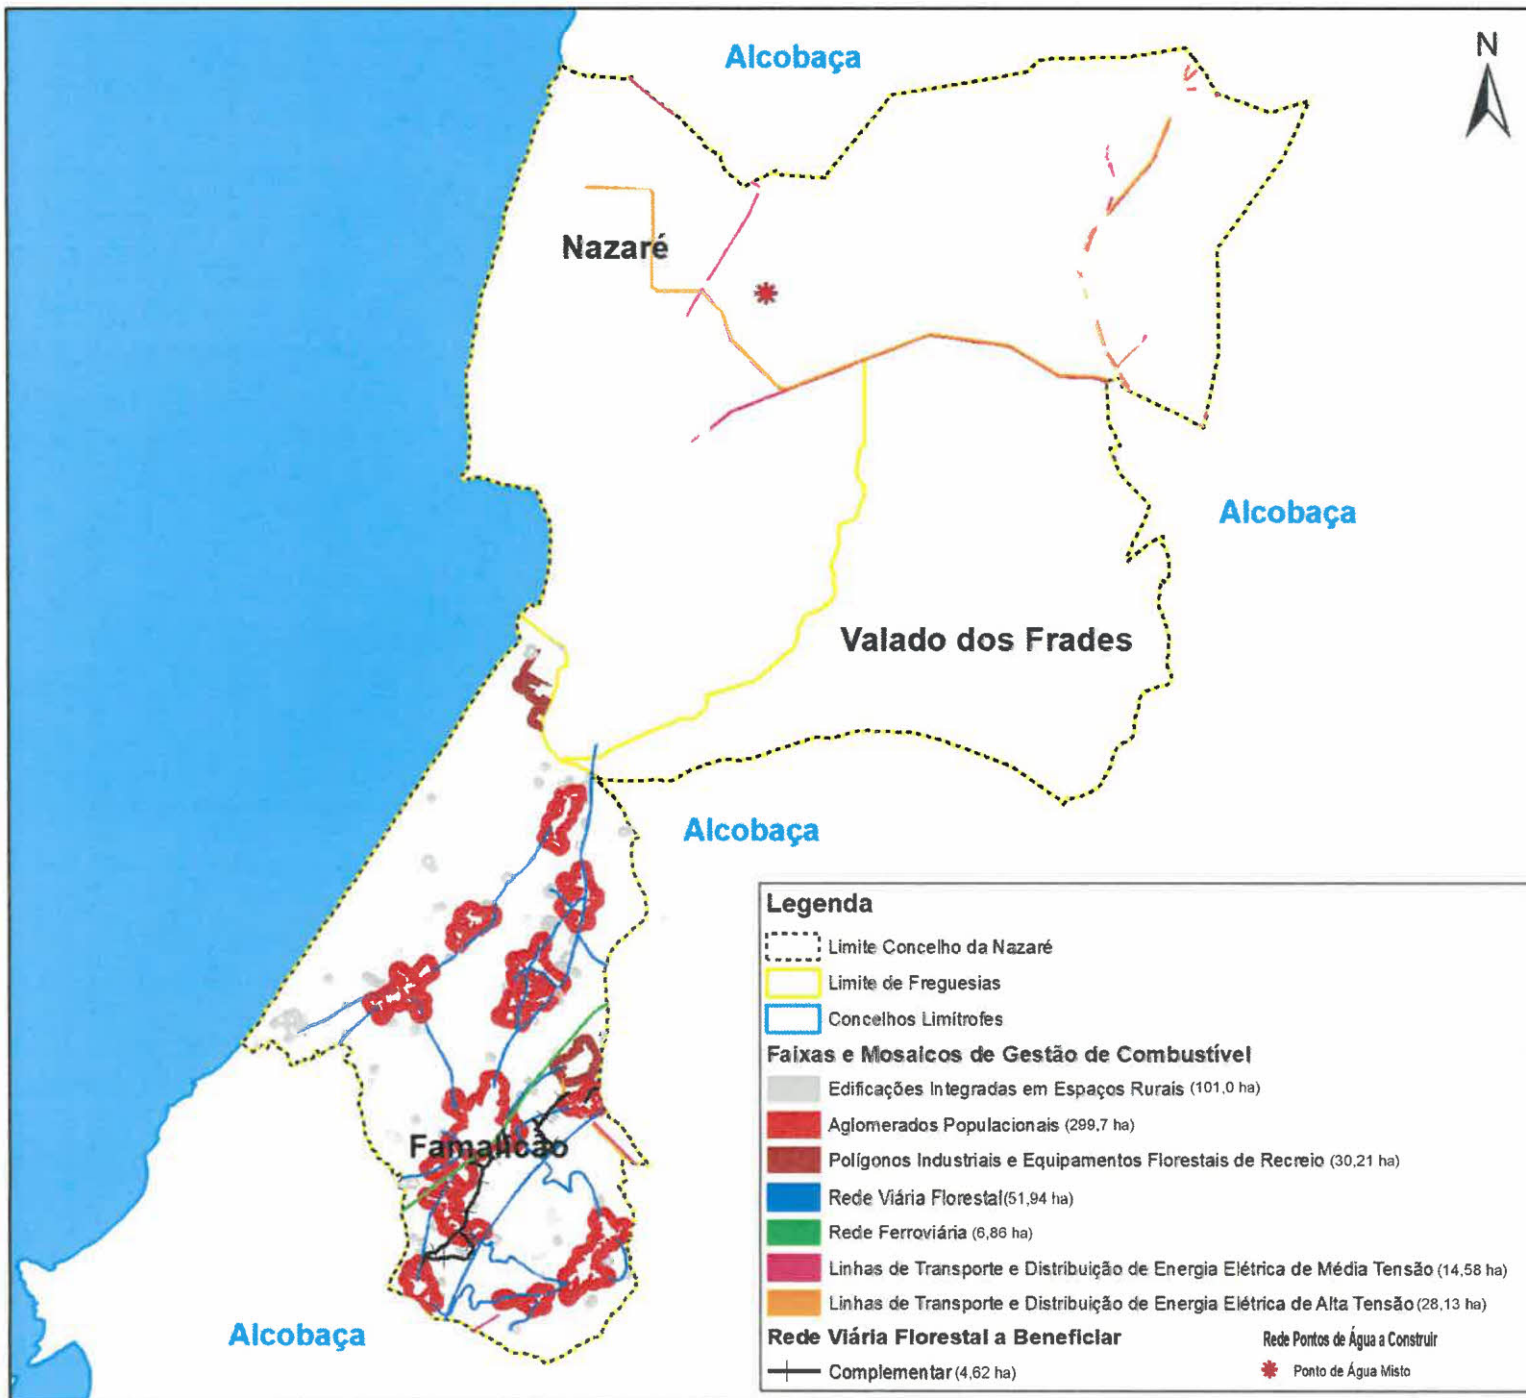 Alcobaça
N
Nazaré
Alcobaça
Valado dos Frades
Alcobaça
Famalicão
Alcobaça
Legenda
Limite Concelho da Nazaré
Limite de Freguesias
Concelhos Limítrofes
Faixas e Mosaicos de Gestão de Combustível
Edificações Integradas em Espaços Rurais (101,0 ha)
Aglomerados Populacionais (299,7 ha)
Polígonos Industriais e Equipamentos Florestais de Recreio (30,21 ha)
Rede Viária Florestal(51,94 ha)
Rede Ferroviária (6,86 ha)
Linhas de Transporte e Distribuição de Energia Elétrica de Média Tensão (14,58 ha)
Linhas de Transporte e Distribuição de Energia Elétrica de Alta Tensão (28,13 ha)
Rede Viária Florestal a Beneficiar
Complementar (4,62 ha)
Rede Pontos de Água a Construir
Ponto de Água Misto